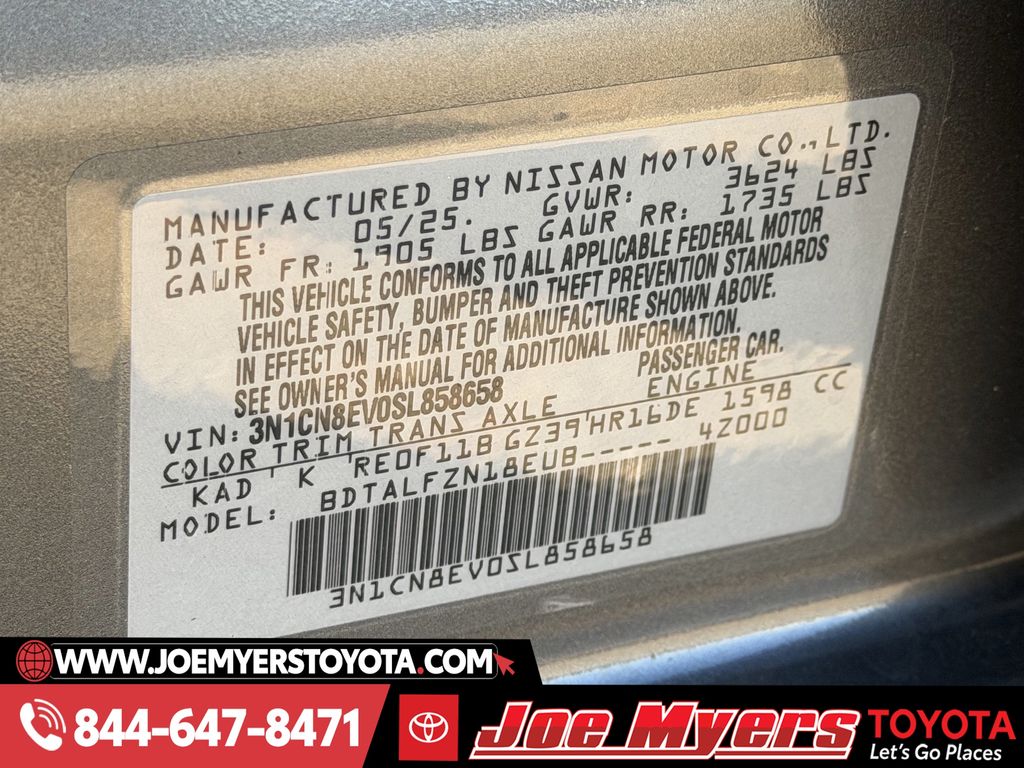 MANUFACTURED BY NISSAN MOTOR CO.,LTD.
DATE: 05/25. GVWR: 3624 LBS
GAWR FR: 1905 LBS GAWR RR: 1735 LBS
THIS VEHICLE CONFORMS TO ALL APPLICABLE FEDERAL MOTOR
VEHICLE SAFETY, BUMPER AND THEFT PREVENTION STANDARDS
IN EFFECT ON THE DATE OF MANUFACTURE SHOWN ABOVE.
SEE OWNER'S MANUAL FOR ADDITIONAL INFORMATION.
VIN: 3N1CN8EV0SL858658 PASSENGER CAR.
COLOR TRIM TRANS AXLE ENGINE
KAD K RE0F11B GZ39 HR16DE 1598 CC
MODEL: BDTALFZN18EUB----- 4Z000
3N1CN8EV0SL858658
WWW.JOEMYERSTOYOTA.COM
844-647-8471
Joe Myers TOYOTA
Let's Go Places